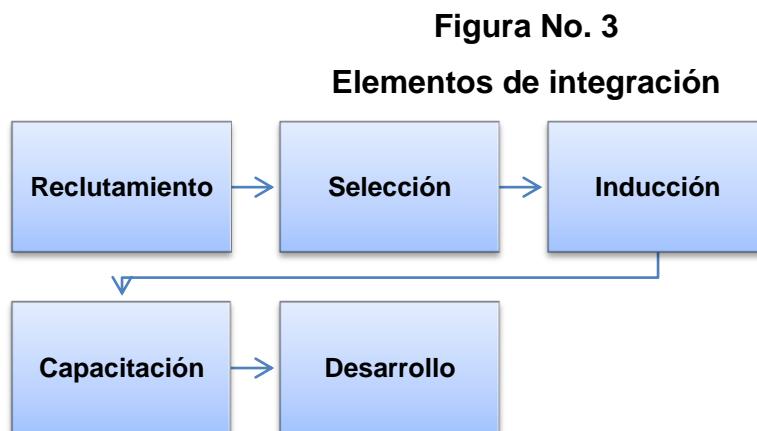 Figura No. 3
Elementos de integración
Reclutamiento
Selección
Inducción
Capacitación
Desarrollo